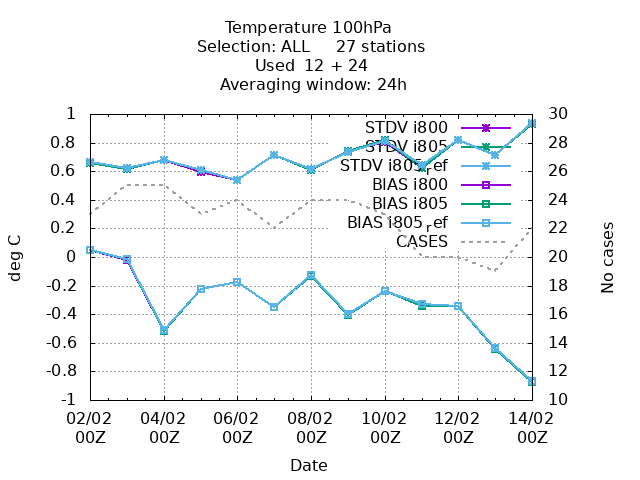 Temperature 100hPa
Selection: ALL 27 stations
Used 12 + 24
Averaging window: 24h
1
0.8
0.6
0.4
0.2
0
-0.2
-0.4
-0.6
-0.8
-1
deg C
30
28
26
24
22
20
18
16
14
12
10
No cases
STDV i800
STDV i805
STDV i805_ref
BIAS i800
BIAS i805
BIAS i805_ref
CASES
02/02 04/02 06/02 08/02 10/02 12/02 14/02
00Z 00Z 00Z 00Z 00Z 00Z 00Z
Date